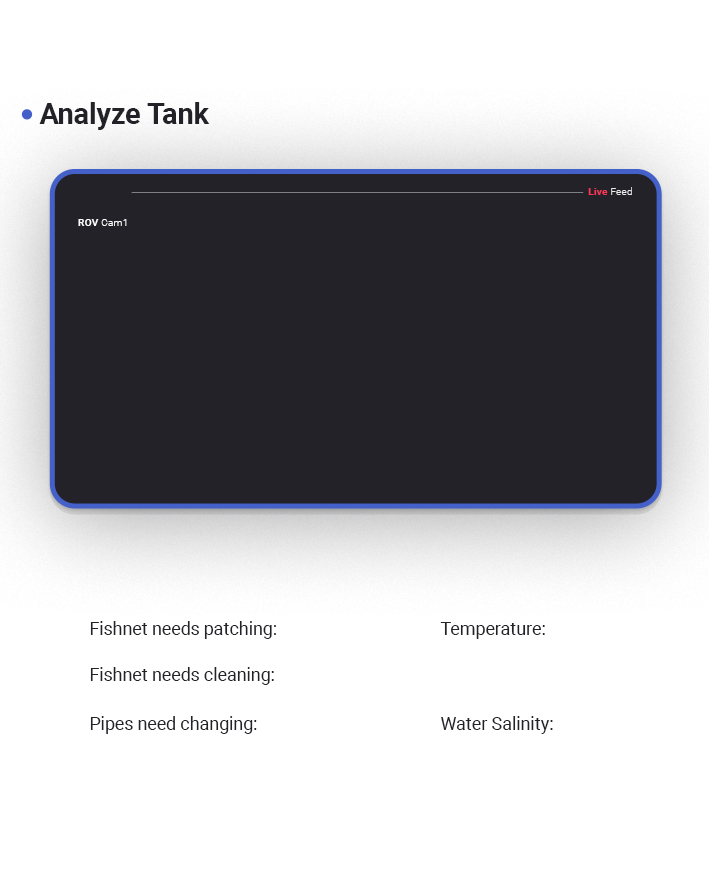 Analyze Tank
Live Feed
ROV Cam1
Fishnet needs patching:
Temperature:
Fishnet needs cleaning:
Pipes need changing:
Water Salinity: